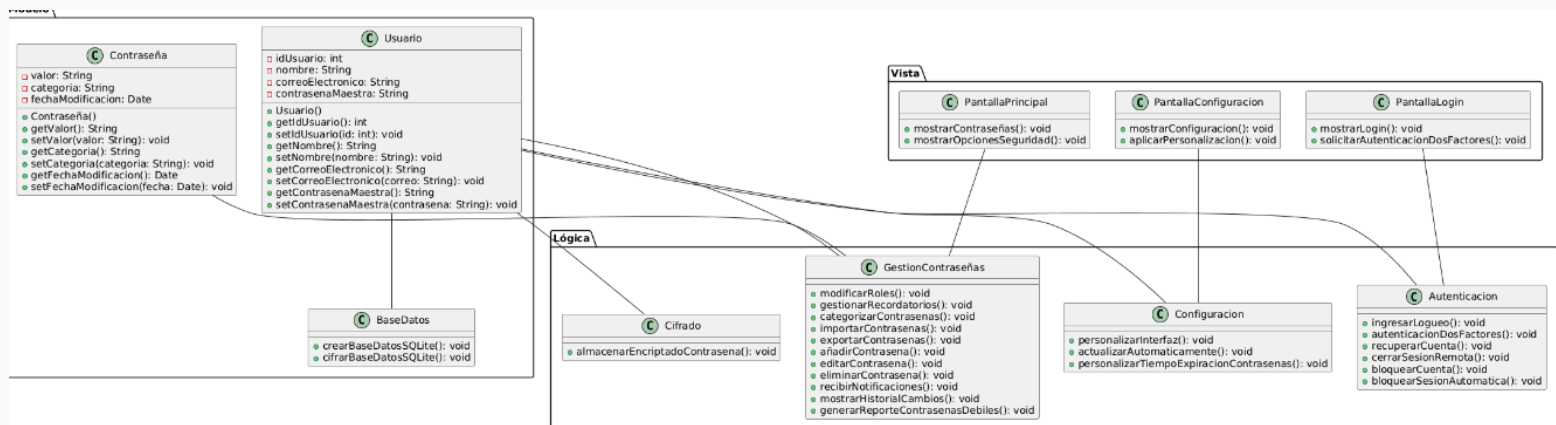 Modelo
C Contraseña
valor: String
categoria: String
fechaModificacion: Date
Contraseña()
getValor(): String
setValor(valor: String): void
getCategoria(): String
setCategoria(categoria: String): void
getFechaModificacion(): Date
setFechaModificacion(fecha: Date): void
C Usuario
idUsuario: int
nombre: String
correoElectronico: String
contrasenaMaestra: String
Usuario()
getIdUsuario(): int
setIdUsuario(id: int): void
getNombre(): String
setNombre(nombre: String): void
getCorreoElectronico(): String
setCorreoElectronico(correo: String): void
getContrasenaMaestra(): String
setContrasenaMaestra(contrasena: String): void
C BaseDatos
crearBaseDatosSQLite(): void
cifrarBaseDatosSQLite(): void
Vista
C PantallaPrincipal
mostrarContraseñas(): void
mostrarOpcionesSeguridad(): void
C PantallaConfiguracion
mostrarConfiguracion(): void
aplicarPersonalizacion(): void
C PantallaLogin
mostrarLogin(): void
solicitarAutenticacionDosFactores(): void
Lógica
C Cifrado
almacenarEncriptadoContrasena(): void
C GestionContraseñas
modificarRoles(): void
gestionarRecordatorios(): void
categorizarContrasenas(): void
importarContrasenas(): void
exportarContrasenas(): void
añadirContrasena(): void
editarContrasena(): void
eliminarContrasena(): void
recibirNotificaciones(): void
mostrarHistorialCambios(): void
generarReporteContrasenasDebiles(): void
C Configuracion
personalizarInterfaz(): void
actualizarAutomaticamente(): void
personalizarTiempoExpiracionContrasenas(): void
C Autenticacion
ingresarLogueo(): void
autenticacionDosFactores(): void
recuperarCuenta(): void
cerrarSesionRemota(): void
bloquearCuenta(): void
bloquearSesionAutomatica(): void